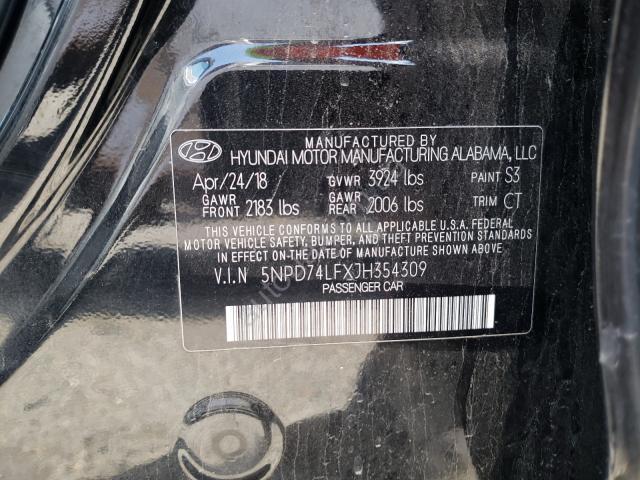 MANUFACTURED BY
HYUNDAI MOTOR MANUFACTURING ALABAMA, LLC
Apr/24/18 GVWR 3924 lbs PAINT S3
GAWR FRONT 2183 lbs GAWR REAR 2006 lbs TRIM CT
THIS VEHICLE CONFORMS TO ALL APPLICABLE U.S.A. FEDERAL
MOTOR VEHICLE SAFETY, BUMPER, AND THEFT PREVENTION STANDARDS
IN EFFECT ON THE DATE OF MANUFACTURE SHOWN ABOVE.
V.I.N 5NPD74LFXJH354309
PASSENGER CAR